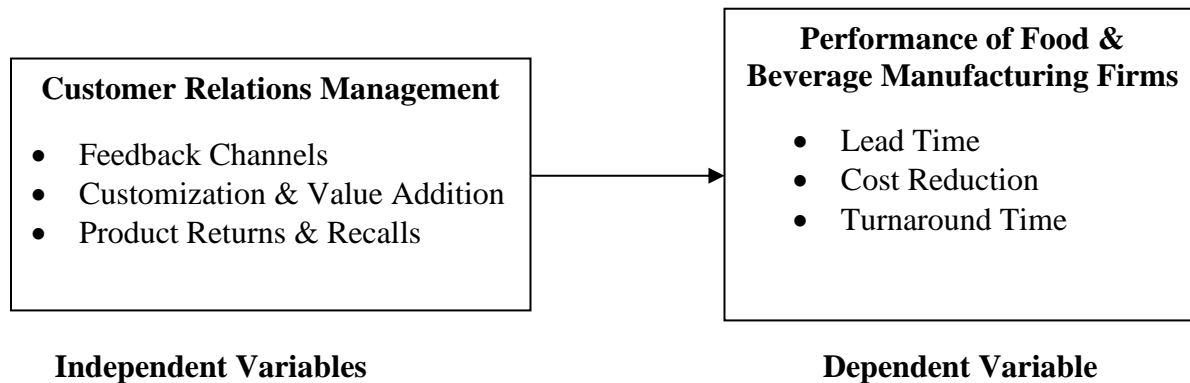 Customer Relations Management
• Feedback Channels
• Customization & Value Addition
• Product Returns & Recalls
Performance of Food &
Beverage Manufacturing Firms
• Lead Time
• Cost Reduction
• Turnaround Time
Independent Variables
Dependent Variable